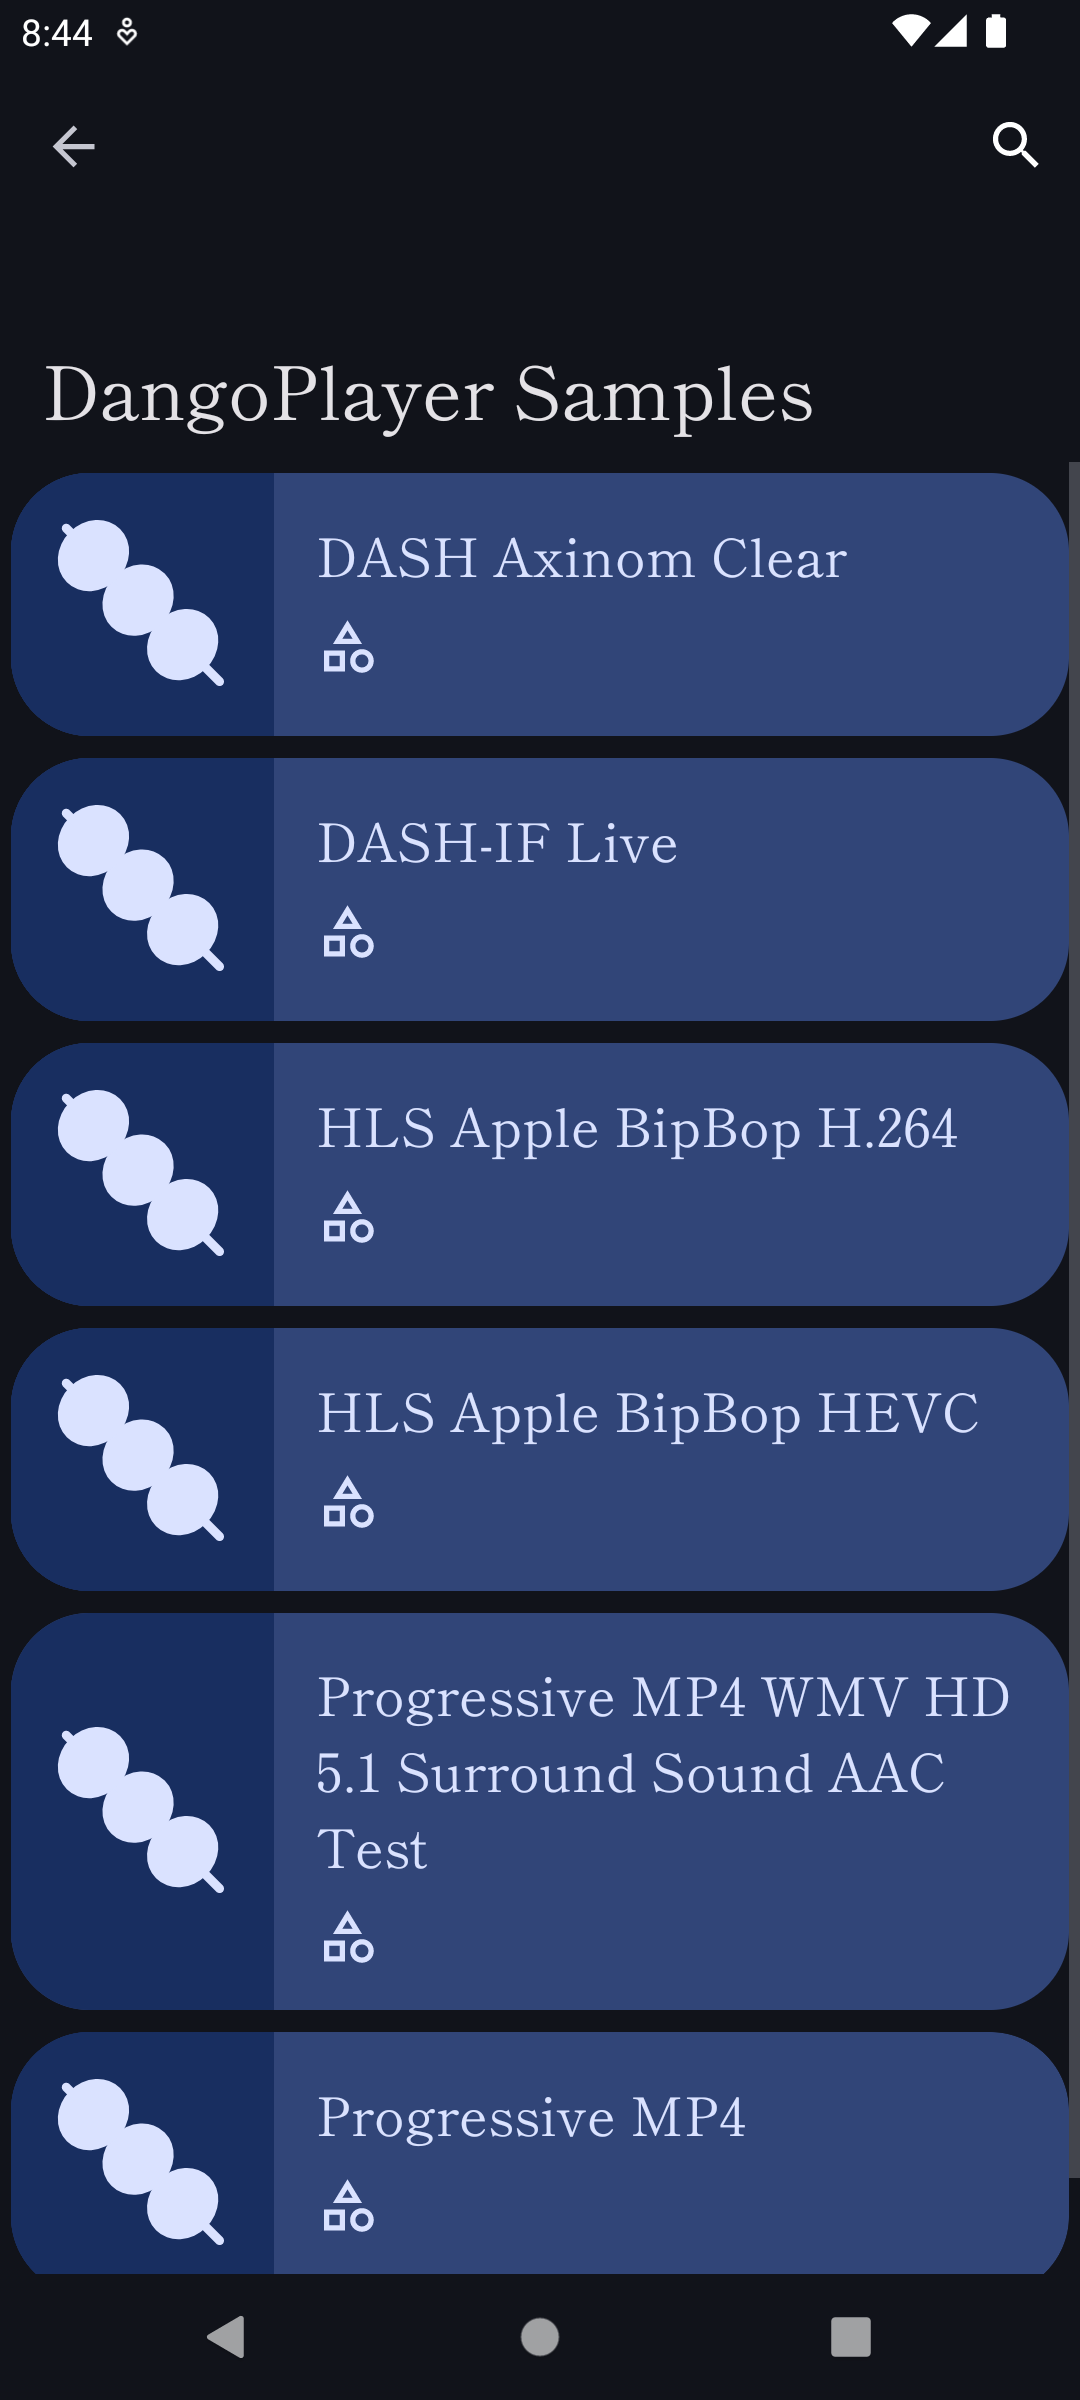 8:44
DangoPlayer Samples
DASH Axinom Clear
DASH-IF Live
HLS Apple BipBop H.264
HLS Apple BipBop HEVC
Progressive MP4 WMV HD
5.1 Surround Sound AAC
Test
Progressive MP4